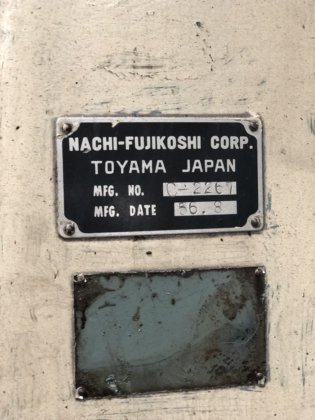 NACHI-FUJIKOSHI CORP.
TOYAMA JAPAN
MFG. NO. C-2267
MFG. DATE 56.8